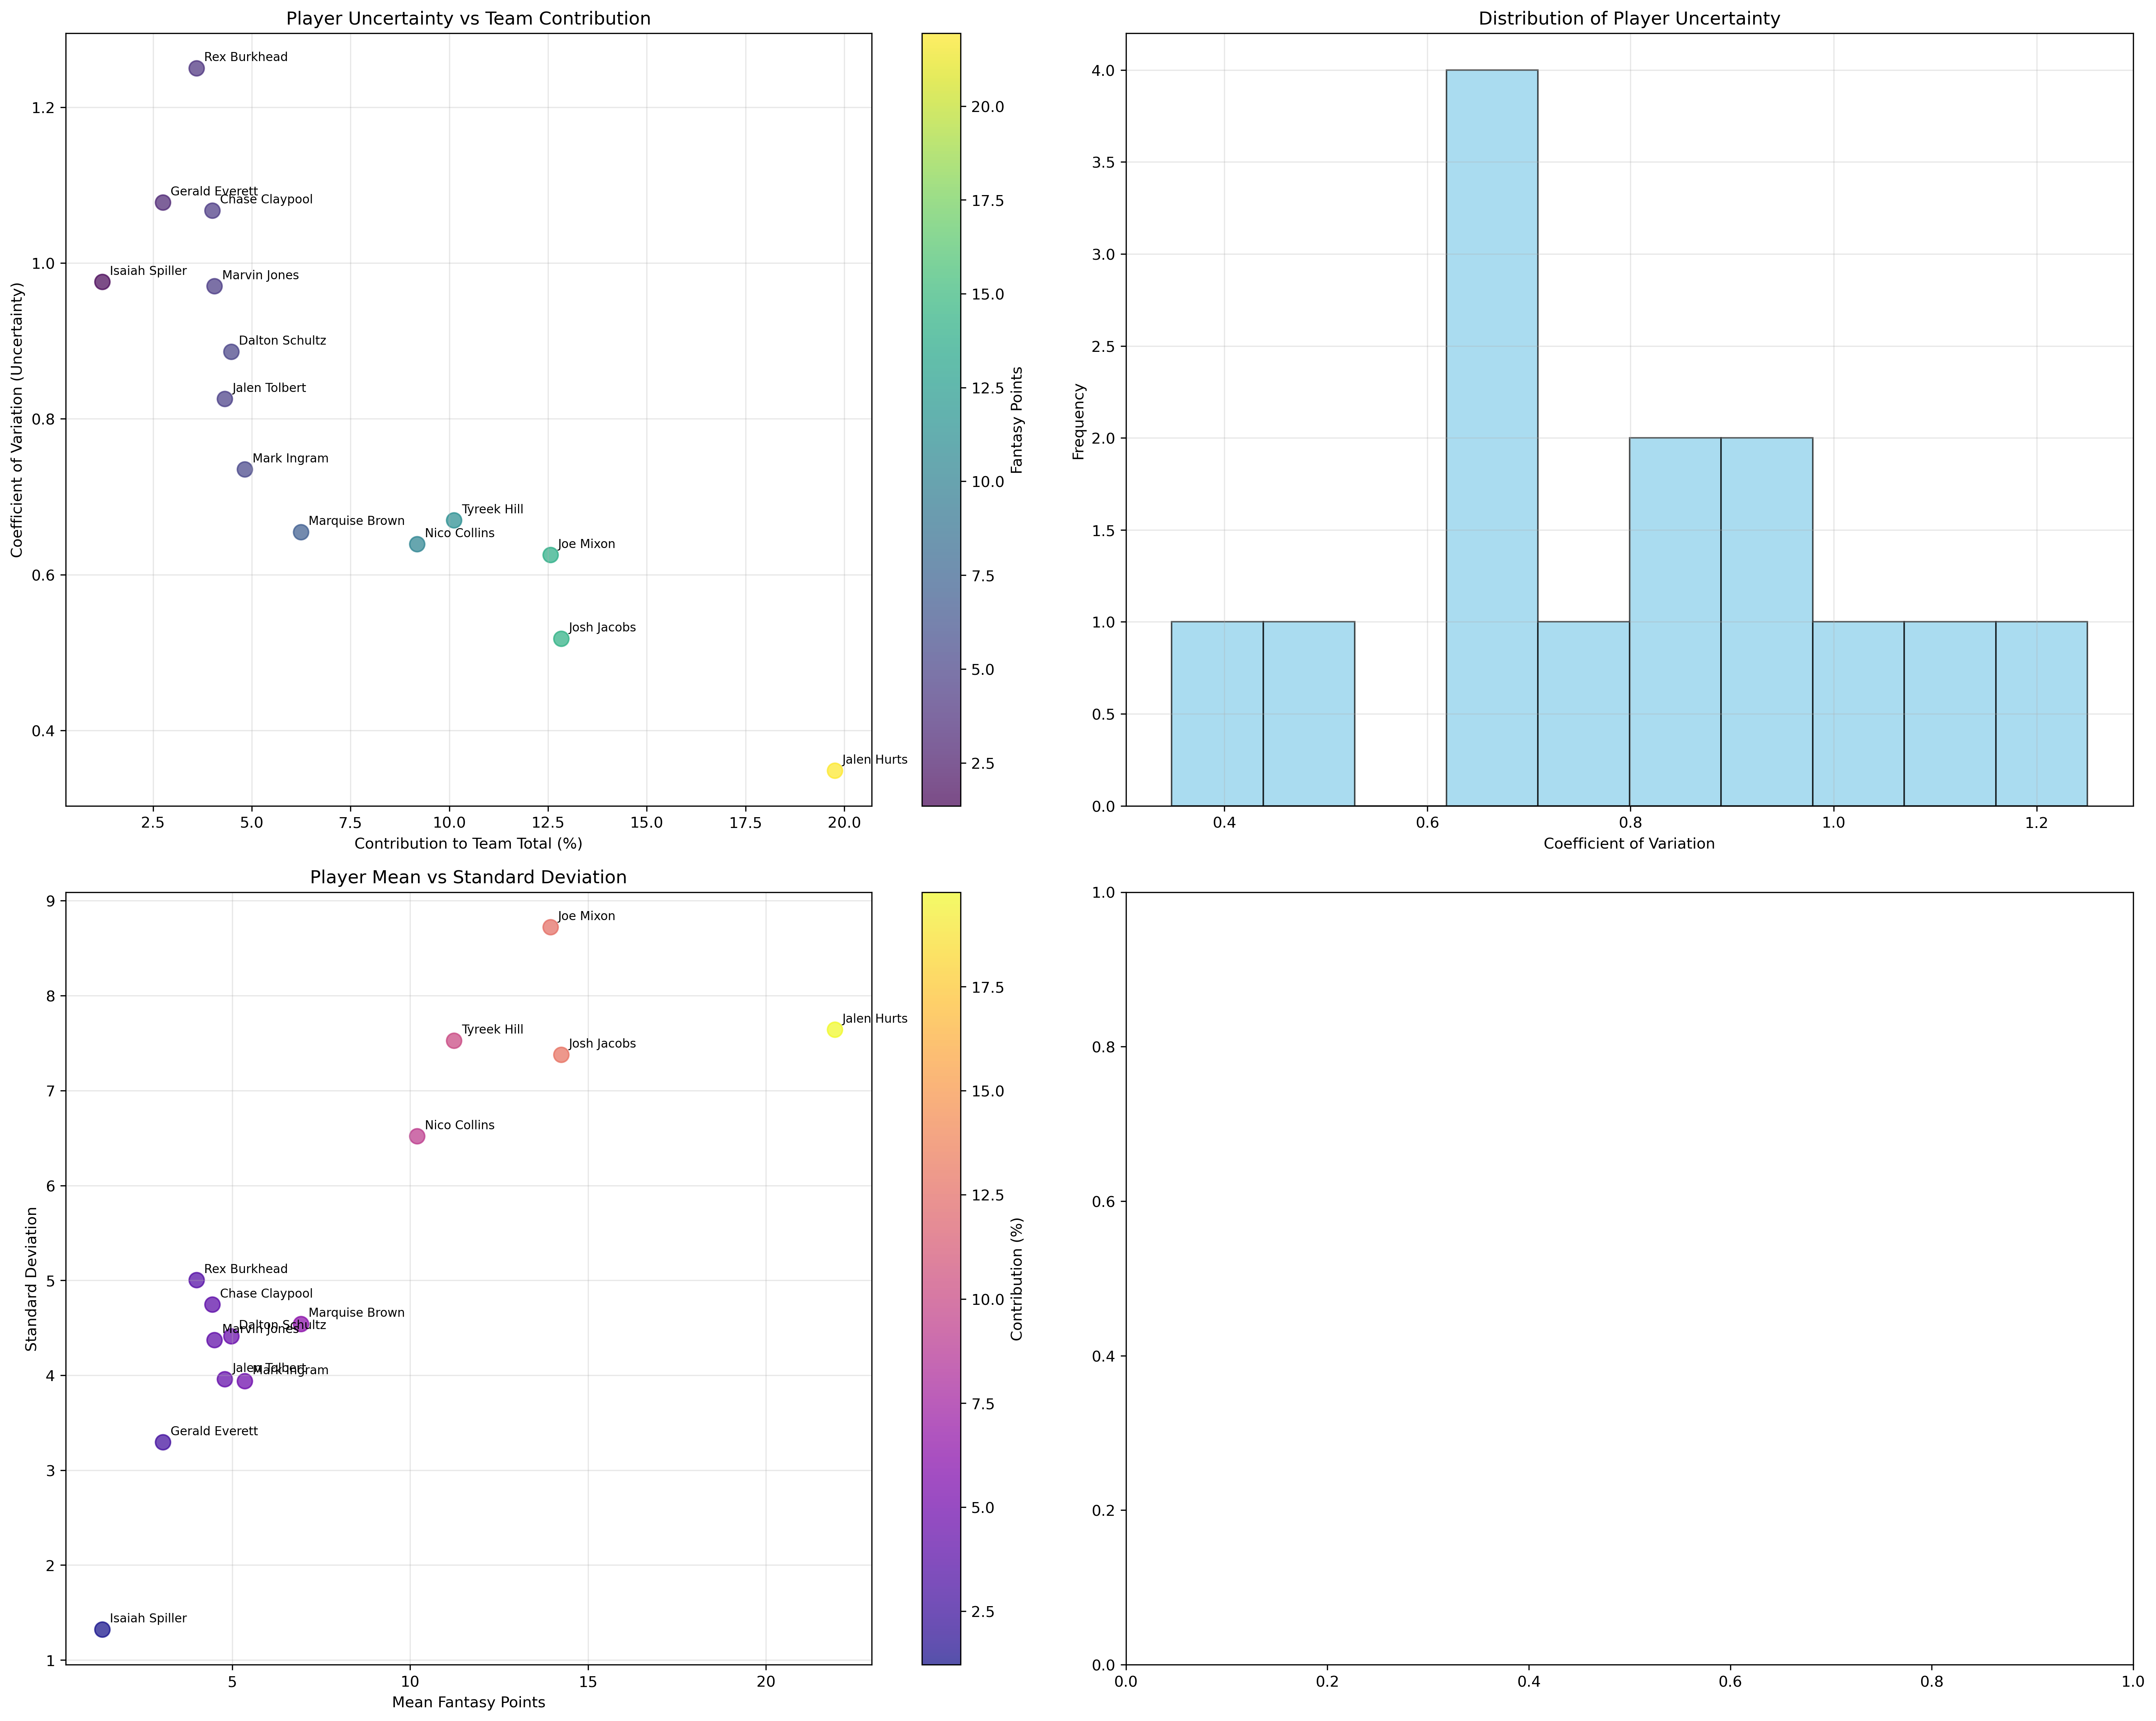 Player Uncertainty vs Team Contribution
Rex Burkhead
Gerald Everett
Chase Claypool
Isaiah Spiller
Marvin Jones
Dalton Schultz
Jalen Tolbert
Mark Ingram
Marquise Brown
Tyreek Hill
Nico Collins
Joe Mixon
Josh Jacobs
Jalen Hurts
1.2
1.0
0.8
0.6
0.4
Coefficient of Variation (Uncertainty)
2.5 5.0 7.5 10.0 12.5 15.0 17.5 20.0
Contribution to Team Total (%)
20.0
17.5
15.0
12.5
10.0
7.5
5.0
2.5
Fantasy Points
Distribution of Player Uncertainty
4.0
3.5
3.0
2.5
2.0
1.5
1.0
0.5
0.0
Frequency
0.4 0.6 0.8 1.0 1.2
Coefficient of Variation
Player Mean vs Standard Deviation
Joe Mixon
Jalen Hurts
Tyreek Hill
Josh Jacobs
Nico Collins
Rex Burkhead
Chase Claypool
Marquise Brown
Dalton Schultz
Marvin Jones
Jalen Tolbert
Mark Ingram
Gerald Everett
Isaiah Spiller
9
8
7
6
5
4
3
2
1
Standard Deviation
5 10 15 20
Mean Fantasy Points
17.5
15.0
12.5
10.0
7.5
5.0
2.5
Contribution (%)
1.0
0.8
0.6
0.4
0.2
0.0
0.0 0.2 0.4 0.6 0.8 1.0